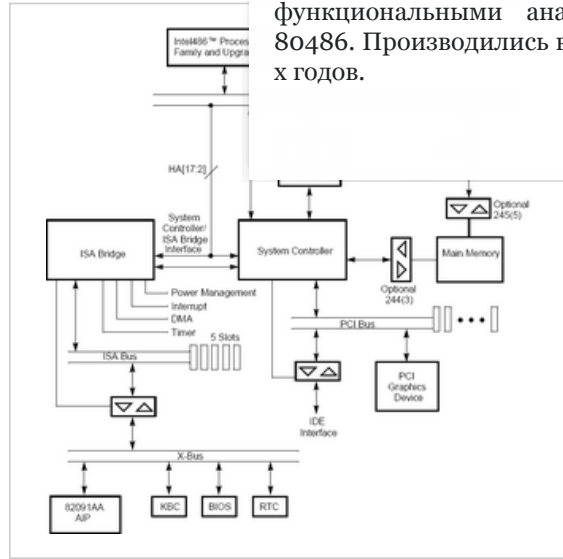 функциональными ана
80486. Производились в
х годов.
Intel486™ Proces
Family and Upgra
HA[17:2]
Optional
245(5)
System
Controller/
ISA Bridge
Interface
ISA Bridge
System Controller
Main Memory
Optional
244(3)
Power Management
Interrupt
DMA
Timer
PCI Bus
5 Slots
ISA Bus
PCI
Graphics
Device
IDE
Interface
X-Bus
82091AA
AIP
KBC
BIOS
RTC